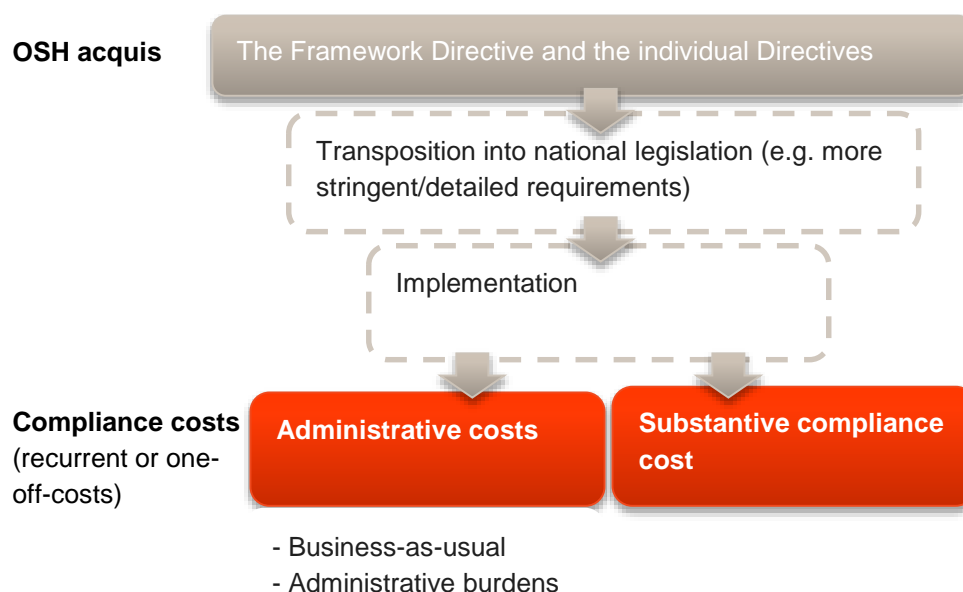 OSH acquis
The Framework Directive and the individual Directives
Transposition into national legislation (e.g. more
stringent/detailed requirements)
Implementation
Compliance costs
(recurrent or one-
off-costs)
Administrative costs
Substantive compliance
cost
- Business-as-usual
- Administrative burdens